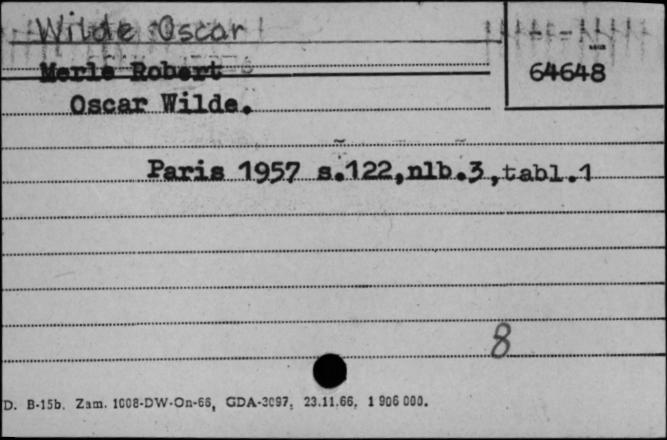 Wilde Oscar
64648
Merle Robert
Oscar Wilde.
Paris 1957 s.122,nlb.3,tabl.1
8
D. B-15b. Zam. 1008-DW-On-66, GDA-3097, 23.11.66, 1 906 000.